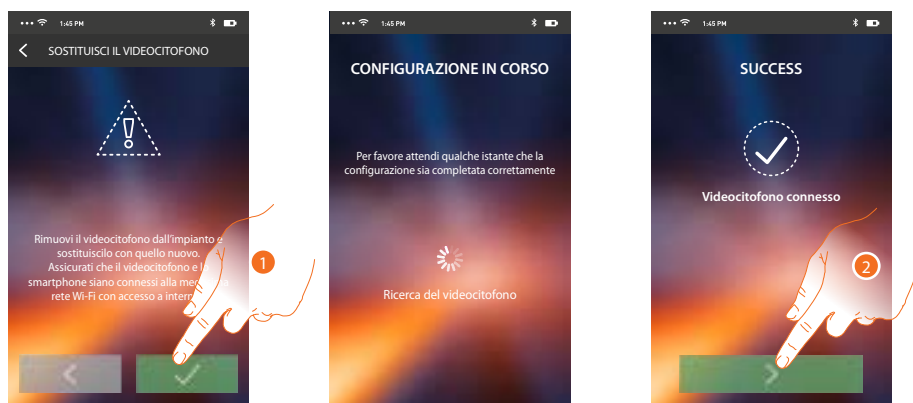 1:45 PM
SOSTITUISCI IL VIDEOCITOFONO
Rimuovi il videocitofono dall'impianto e
sostituiscilo con quello nuovo.
Assicurati che il videocitofono e lo
smartphone siano connessi alla
rete Wi-Fi con accesso a
1
1:45 PM
CONFIGURAZIONE IN CORSO
Per favore attendi qualche istante che la
configurazione sia completata correttamente
Ricerca del videocitofono
1:45 PM
SUCCESS
Videocitofono connesso
2